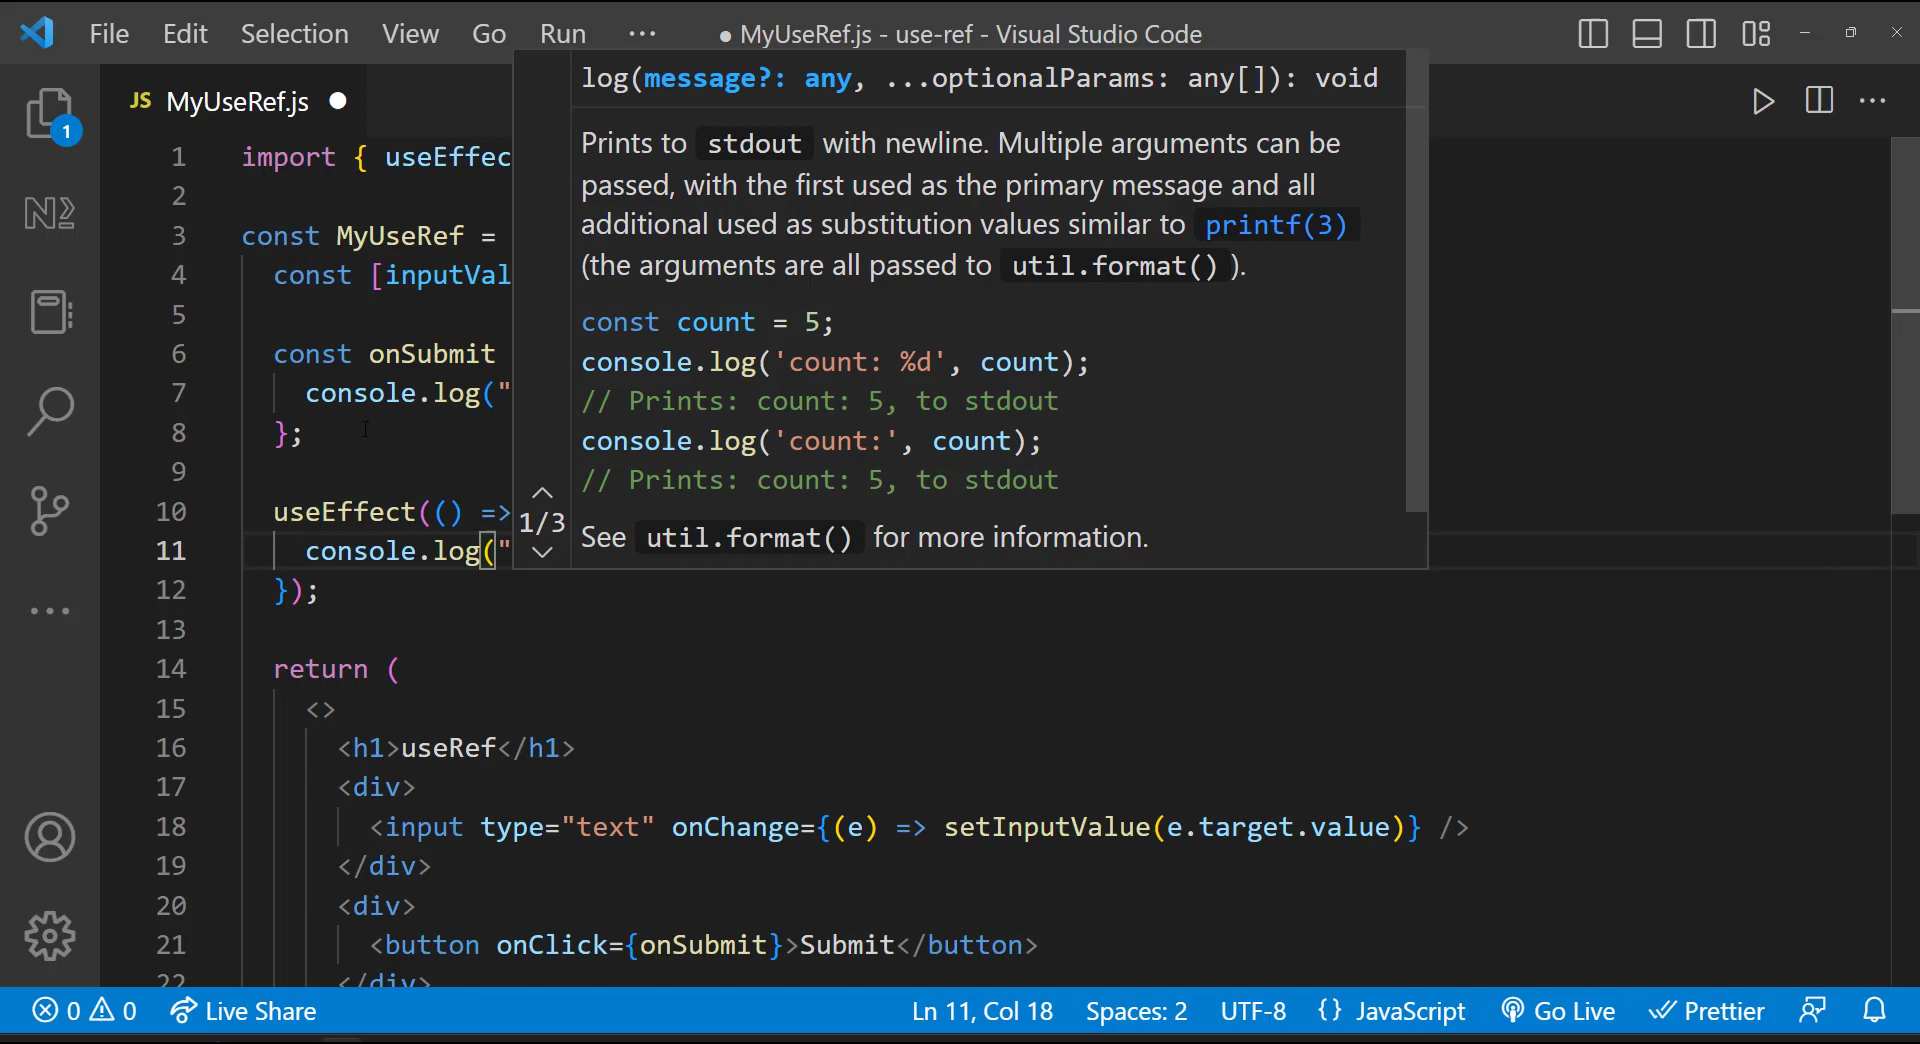 File Edit Selection View Go Run ··· ● MyUseRef.js - use-ref - Visual Studio Code
JS MyUseRef.js ●
1
1 import { useEffec
2
3 const MyUseRef =
4 const [inputVal
5
6 const onSubmit
7 console.log("
8 };
9
10 useEffect(() =>
11 console.log("
12 });
13
14 return (
15 <>
16 <h1>useRef</h1>
17 <div>
18 <input type="text" onChange={(e) => setInputValue(e.target.value)} />
19 </div>
20 <div>
21 <button onClick={onSubmit}>Submit</button>
22 </div>
log(message?: any, ...optionalParams: any[]): void
Prints to stdout with newline. Multiple arguments can be
passed, with the first used as the primary message and all
additional used as substitution values similar to printf(3)
(the arguments are all passed to util.format() ).
const count = 5;
console.log('count: %d', count);
// Prints: count: 5, to stdout
console.log('count:', count);
// Prints: count: 5, to stdout
1/3
See util.format() for more information.
0 0 Live Share Ln 11, Col 18 Spaces: 2 UTF-8 {} JavaScript Go Live Prettier